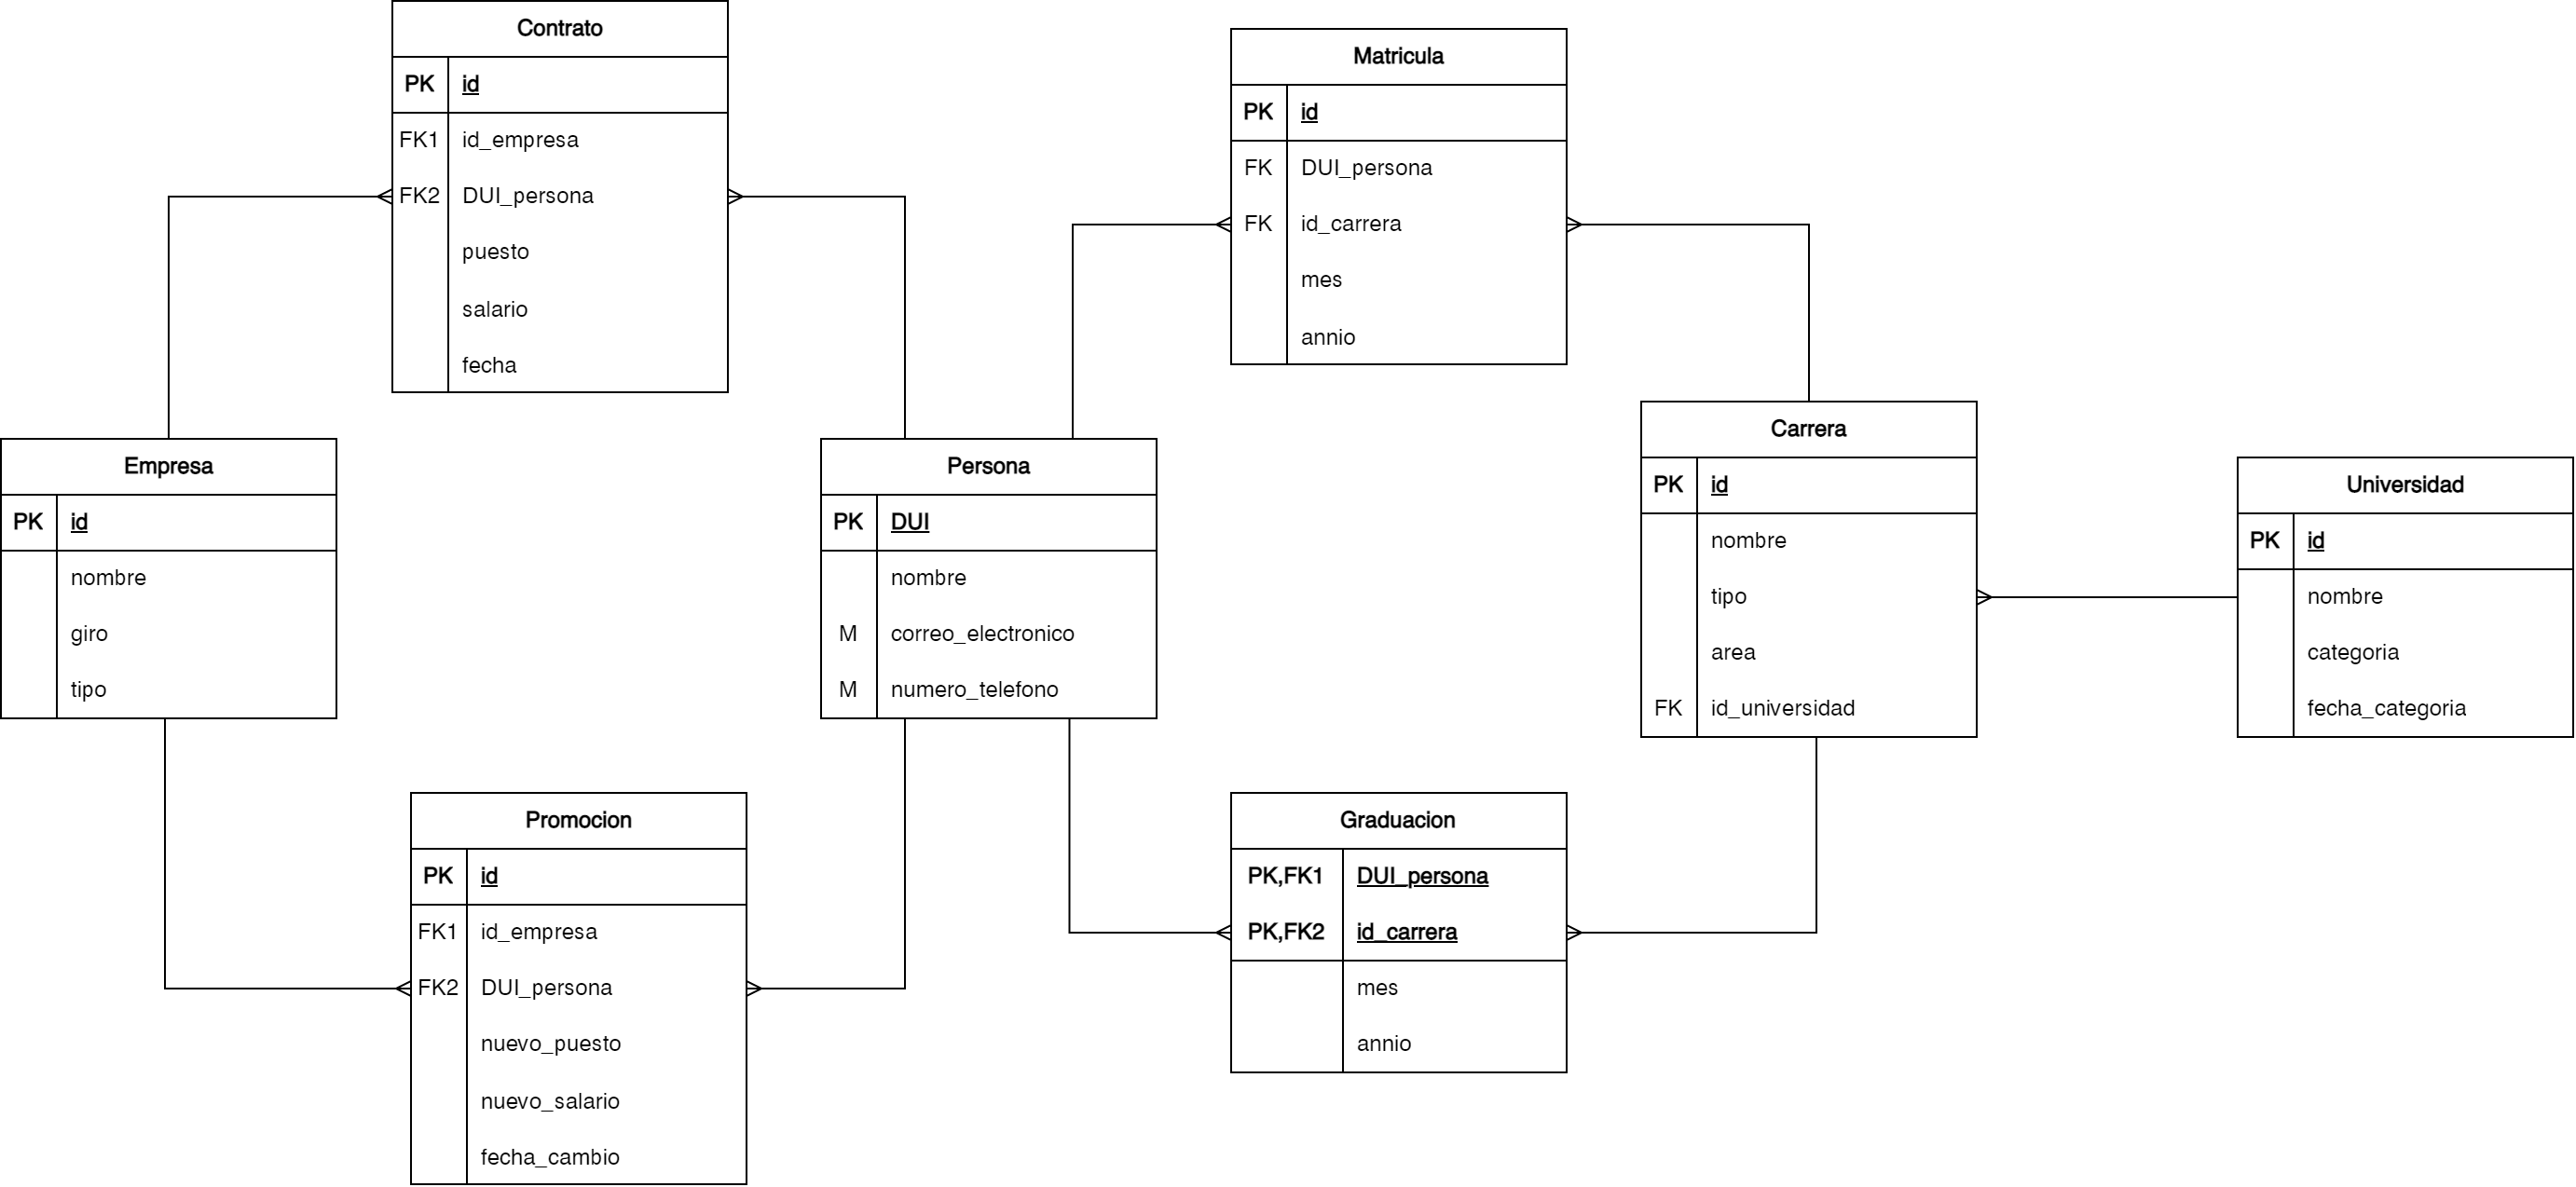 Contrato
PK id
FK1 id_empresa
FK2 DUI_persona
puesto
salario
fecha
Matricula
PK id
FK DUI_persona
FK id_carrera
mes
annio
Empresa
PK id
nombre
giro
tipo
Persona
PK DUI
nombre
M correo_electronico
M numero_telefono
Carrera
PK id
nombre
tipo
area
FK id_universidad
Universidad
PK id
nombre
categoria
fecha_categoria
Promocion
PK id
FK1 id_empresa
FK2 DUI_persona
nuevo_puesto
nuevo_salario
fecha_cambio
Graduacion
PK,FK1 DUI_persona
PK,FK2 id_carrera
mes
annio